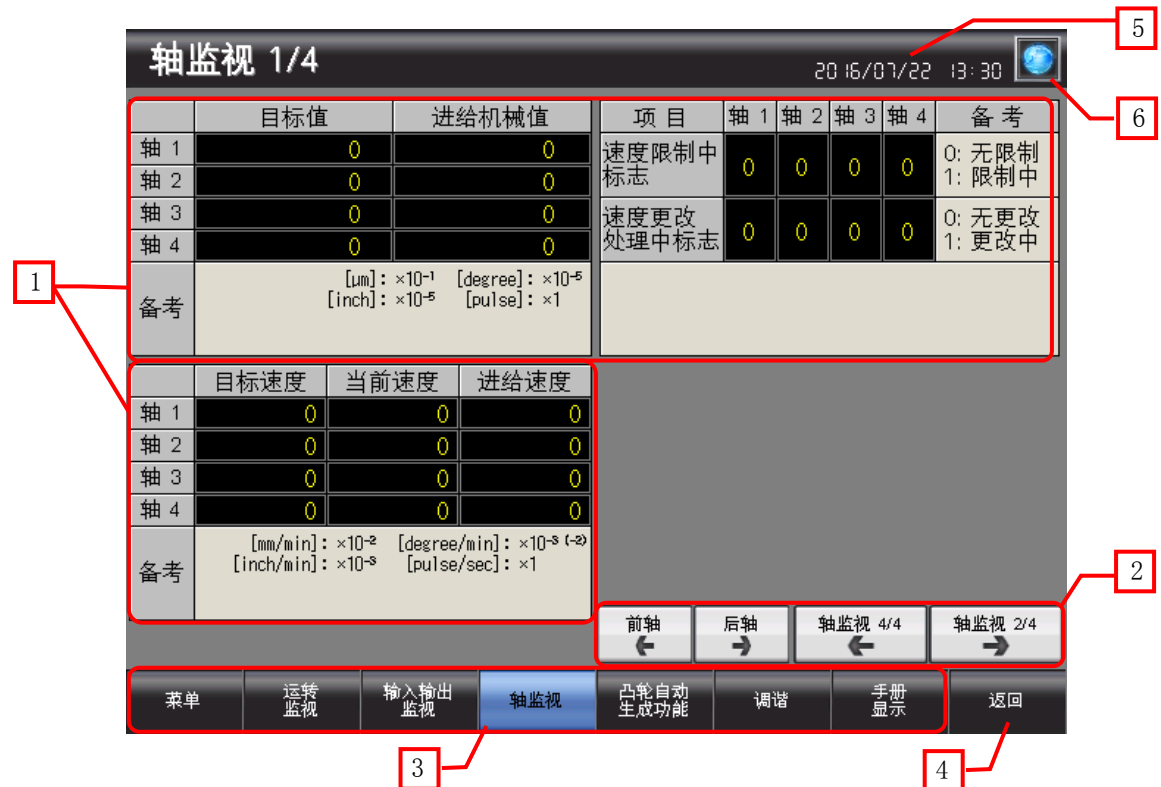 5
轴监视 1/4
2016/07/22 13:30
6
目标值 进给机械值
轴 1 0 0
轴 2 0 0
轴 3 0 0
轴 4 0 0
备考
[μm]: ×10⁻¹ [degree]: ×10⁻⁵
[inch]: ×10⁻⁵ [pulse]: ×1
项 目 轴 1 轴 2 轴 3 轴 4 备 考
速度限制中
标志
0 0 0 0
0: 无限制
1: 限制中
速度更改
处理中标志
0 0 0 0
0: 无更改
1: 更改中
1
目标速度 当前速度 进给速度
轴 1 0 0 0
轴 2 0 0 0
轴 3 0 0 0
轴 4 0 0 0
备考
[mm/min]: ×10⁻² [degree/min]: ×10⁻³ ⁽⁻²⁾
[inch/min]: ×10⁻³ [pulse/sec]: ×1
2
前轴
后轴
轴监视 4/4
轴监视 2/4
菜单
运转
监视
输入输出
监视
轴监视
凸轮自动
生成功能
调谐
手册
显示
返回
3
4